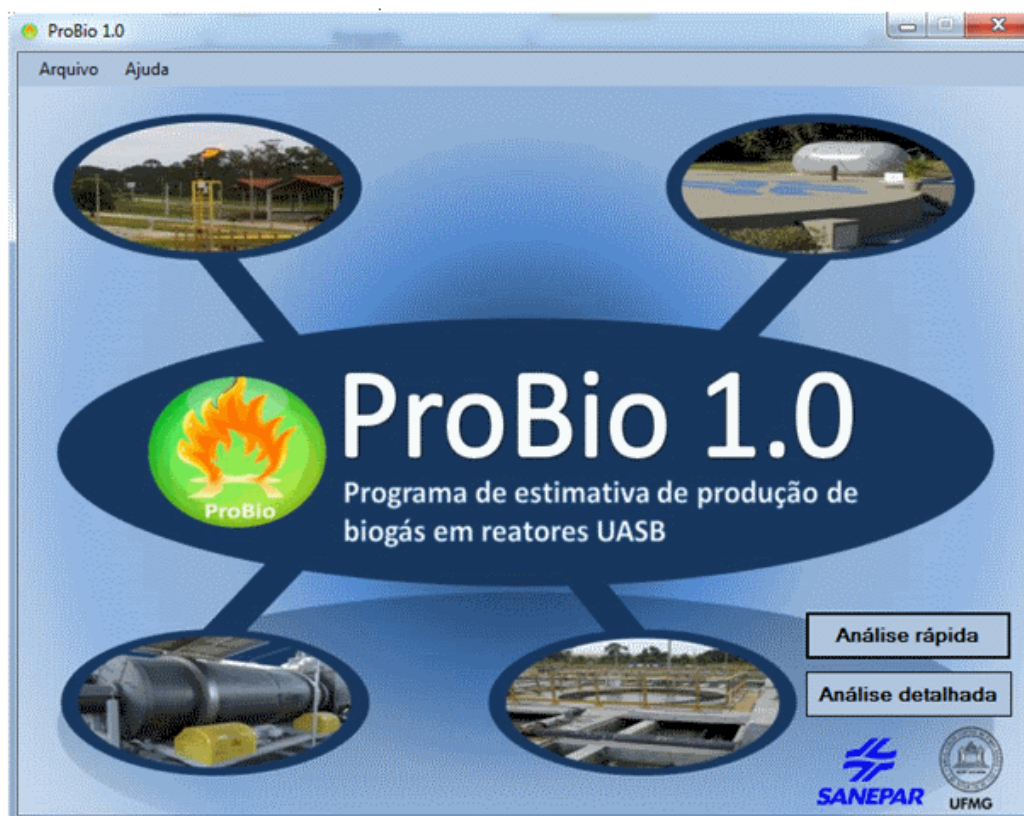 ProBio 1.0
Arquivo Ajuda
ProBio 1.0
Programa de estimativa de produção de
biogás em reatores UASB
ProBio
Análise rápida
Análise detalhada
SANEPAR
UFMG